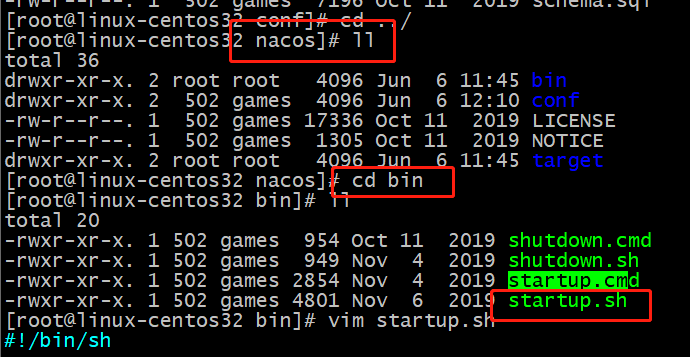 -rw-r--r--. 1 502 games 7196 Oct 11 2019 schema.sql
[root@linux-centos32 conf]# cd ../
[root@linux-centos32 nacos]# ll
total 36
drwxr-xr-x. 2 root root 4096 Jun 6 11:45 bin
drwxr-xr-x. 2 502 games 4096 Jun 6 12:10 conf
-rw-r--r--. 1 502 games 17336 Oct 11 2019 LICENSE
-rw-r--r--. 1 502 games 1305 Oct 11 2019 NOTICE
drwxr-xr-x. 2 root root 4096 Jun 6 11:45 target
[root@linux-centos32 nacos]# cd bin
[root@linux-centos32 bin]# ll
total 20
-rwxr-xr-x. 1 502 games 954 Oct 11 2019 shutdown.cmd
-rwxr-xr-x. 1 502 games 949 Nov 4 2019 shutdown.sh
-rwxr-xr-x. 1 502 games 2854 Nov 4 2019 startup.cmd
-rwxr-xr-x. 1 502 games 4801 Nov 6 2019 startup.sh
[root@linux-centos32 bin]# vim startup.sh
#!/bin/sh